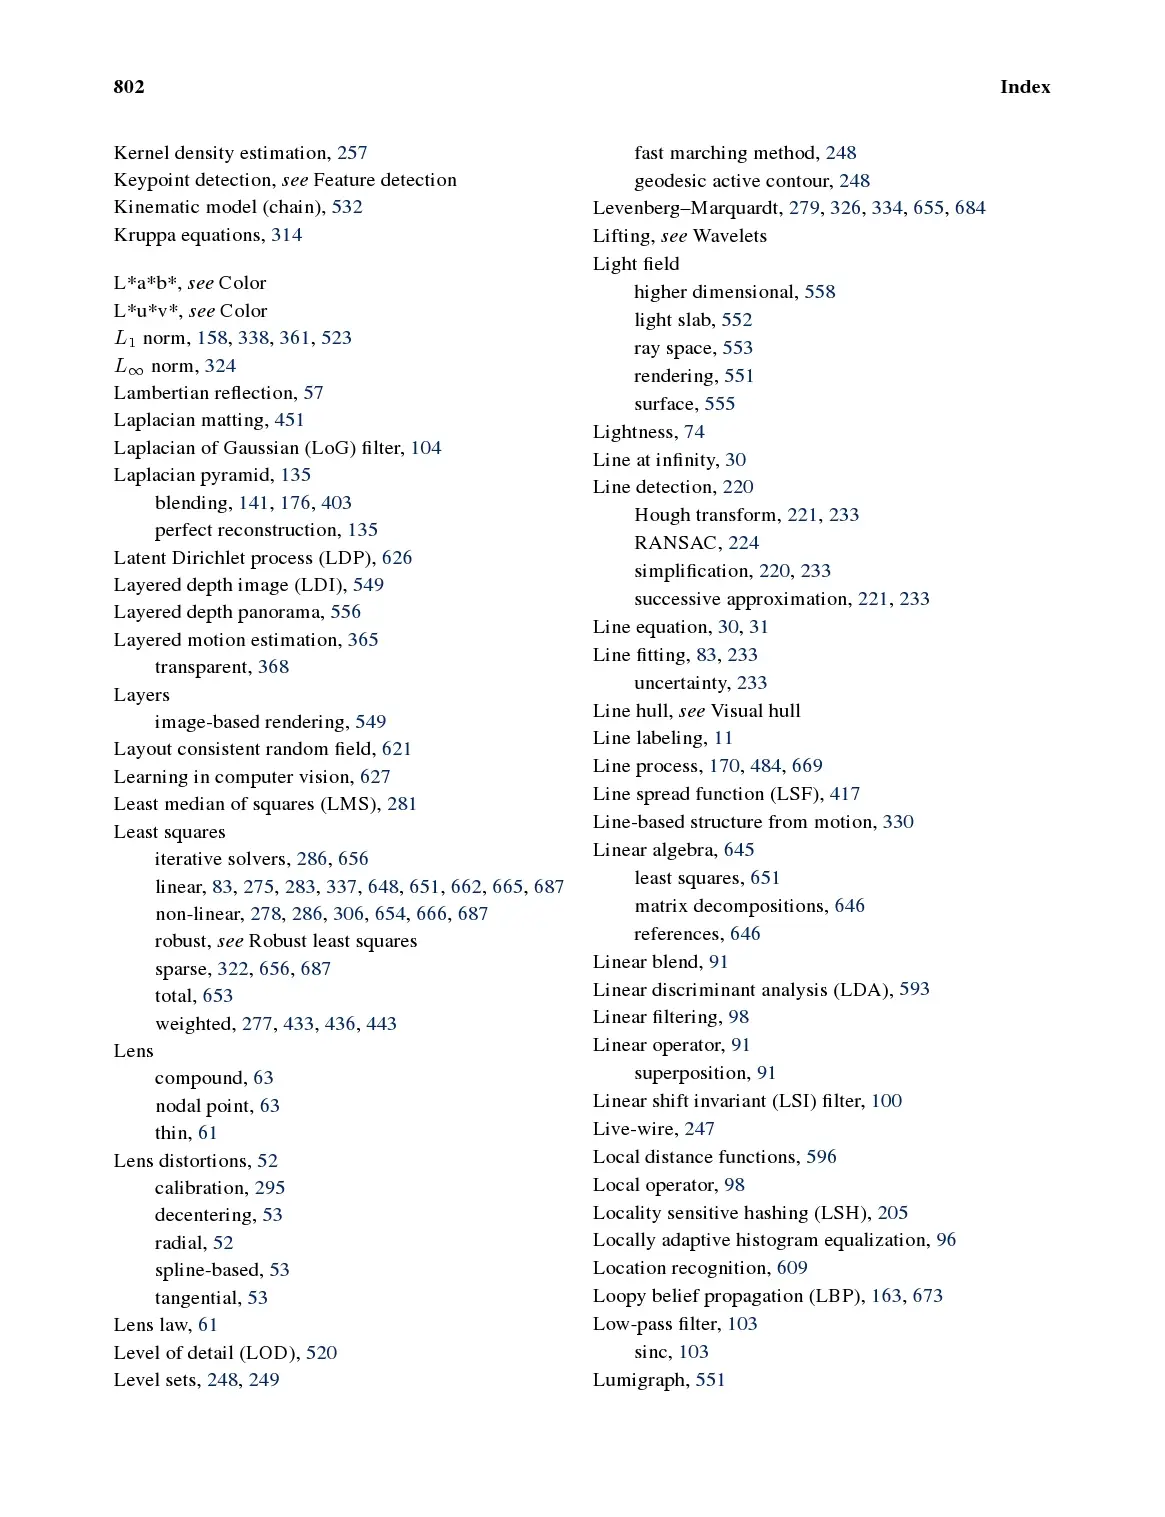 802 Index
Kernel density estimation, 257
Keypoint detection, see Feature detection
Kinematic model (chain), 532
Kruppa equations, 314
L*a*b*, see Color
L*u*v*, see Color
L₁ norm, 158, 338, 361, 523
L∞ norm, 324
Lambertian reflection, 57
Laplacian matting, 451
Laplacian of Gaussian (LoG) filter, 104
Laplacian pyramid, 135
blending, 141, 176, 403
perfect reconstruction, 135
Latent Dirichlet process (LDP), 626
Layered depth image (LDI), 549
Layered depth panorama, 556
Layered motion estimation, 365
transparent, 368
Layers
image-based rendering, 549
Layout consistent random field, 621
Learning in computer vision, 627
Least median of squares (LMS), 281
Least squares
iterative solvers, 286, 656
linear, 83, 275, 283, 337, 648, 651, 662, 665, 687
non-linear, 278, 286, 306, 654, 666, 687
robust, see Robust least squares
sparse, 322, 656, 687
total, 653
weighted, 277, 433, 436, 443
Lens
compound, 63
nodal point, 63
thin, 61
Lens distortions, 52
calibration, 295
decentering, 53
radial, 52
spline-based, 53
tangential, 53
Lens law, 61
Level of detail (LOD), 520
Level sets, 248, 249
fast marching method, 248
geodesic active contour, 248
Levenberg–Marquardt, 279, 326, 334, 655, 684
Lifting, see Wavelets
Light field
higher dimensional, 558
light slab, 552
ray space, 553
rendering, 551
surface, 555
Lightness, 74
Line at infinity, 30
Line detection, 220
Hough transform, 221, 233
RANSAC, 224
simplification, 220, 233
successive approximation, 221, 233
Line equation, 30, 31
Line fitting, 83, 233
uncertainty, 233
Line hull, see Visual hull
Line labeling, 11
Line process, 170, 484, 669
Line spread function (LSF), 417
Line-based structure from motion, 330
Linear algebra, 645
least squares, 651
matrix decompositions, 646
references, 646
Linear blend, 91
Linear discriminant analysis (LDA), 593
Linear filtering, 98
Linear operator, 91
superposition, 91
Linear shift invariant (LSI) filter, 100
Live-wire, 247
Local distance functions, 596
Local operator, 98
Locality sensitive hashing (LSH), 205
Locally adaptive histogram equalization, 96
Location recognition, 609
Loopy belief propagation (LBP), 163, 673
Low-pass filter, 103
sinc, 103
Lumigraph, 551